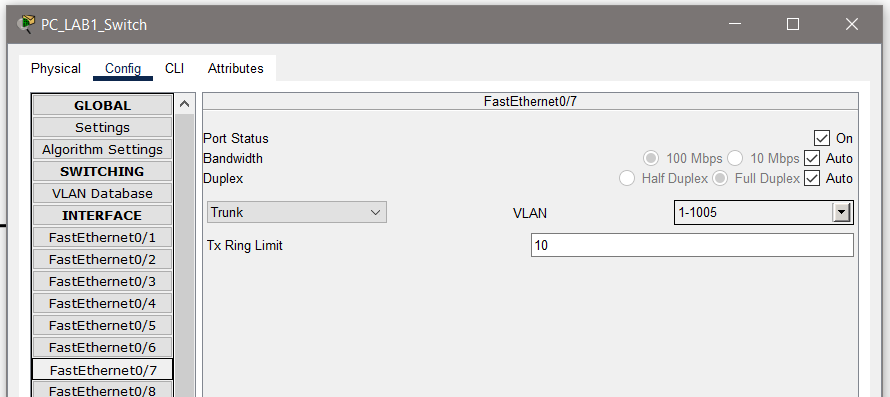 PC_LAB1_Switch
Physical Config CLI Attributes
GLOBAL
Settings
Algorithm Settings
SWITCHING
VLAN Database
INTERFACE
FastEthernet0/1
FastEthernet0/2
FastEthernet0/3
FastEthernet0/4
FastEthernet0/5
FastEthernet0/6
FastEthernet0/7
FastEthernet0/8
FastEthernet0/7
Port Status On
Bandwidth 100 Mbps 10 Mbps Auto
Duplex Half Duplex Full Duplex Auto
Trunk VLAN 1-1005
Tx Ring Limit 10